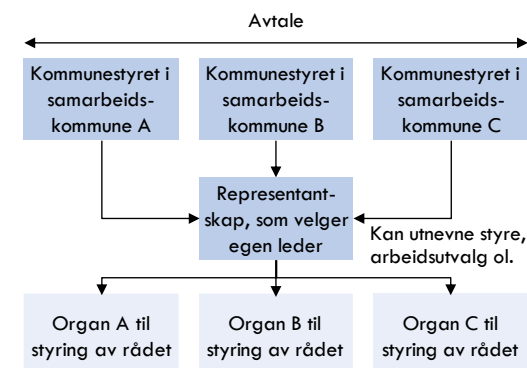 Avtale
Kommunestyret i
samarbeids-
kommune A
Kommunestyret i
samarbeids-
kommune B
Kommunestyret i
samarbeids-
kommune C
Representant-
skap, som velger
egen leder
Kan utnevne styre,
arbeidsutvalg ol.
Organ A til
styring av rådet
Organ B til
styring av rådet
Organ C til
styring av rådet